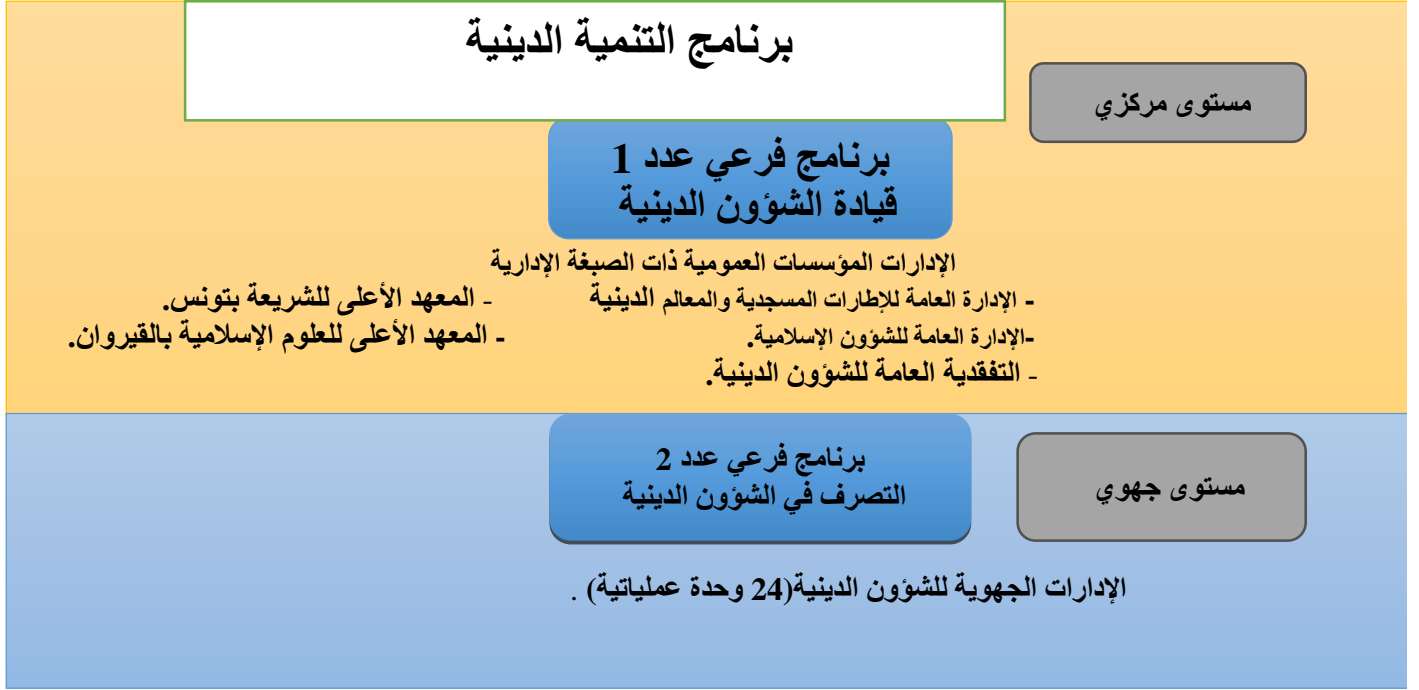 برنامج التنمية الدينية
مستوى مركزي
برنامج فرعي عدد 1
قيادة الشؤون الدينية
الإدارات المؤسسات العمومية ذات الصبغة الإدارية
- الإدارة العامة للإطارات المسجدية والمعالم الدينية - المعهد الأعلى للشريعة بتونس.
-الإدارة العامة للشؤون الإسلامية. - المعهد الأعلى للعلوم الإسلامية بالقيروان.
- التفقدية العامة للشؤون الدينية.
مستوى جهوي
برنامج فرعي عدد 2
التصرف في الشؤون الدينية
الإدارات الجهوية للشؤون الدينية(24 وحدة عملياتية) .